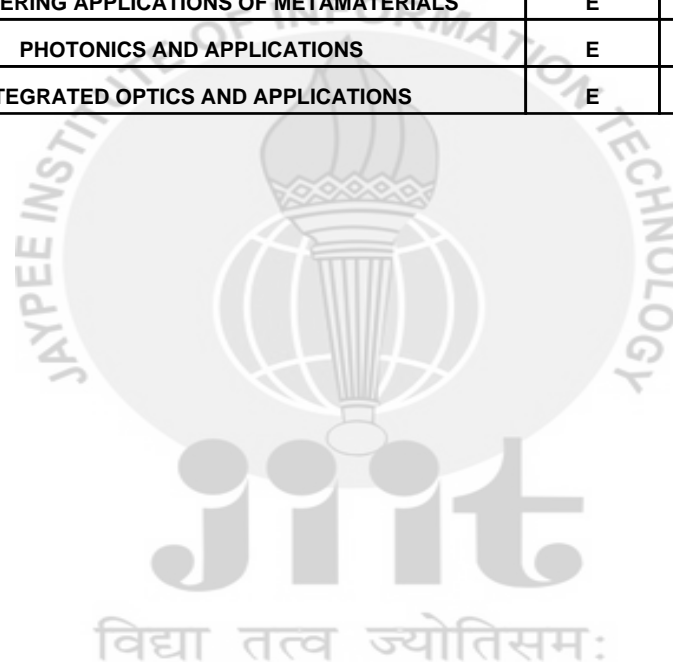 ERING APPLICATIONS OF METAMATERIALS E
PHOTONICS AND APPLICATIONS E
TEGRATED OPTICS AND APPLICATIONS E
JAYPEE INSTITUTE OF INFORMATION TECHNOLOGY
jiit
विद्या तत्व ज्योतिसमः